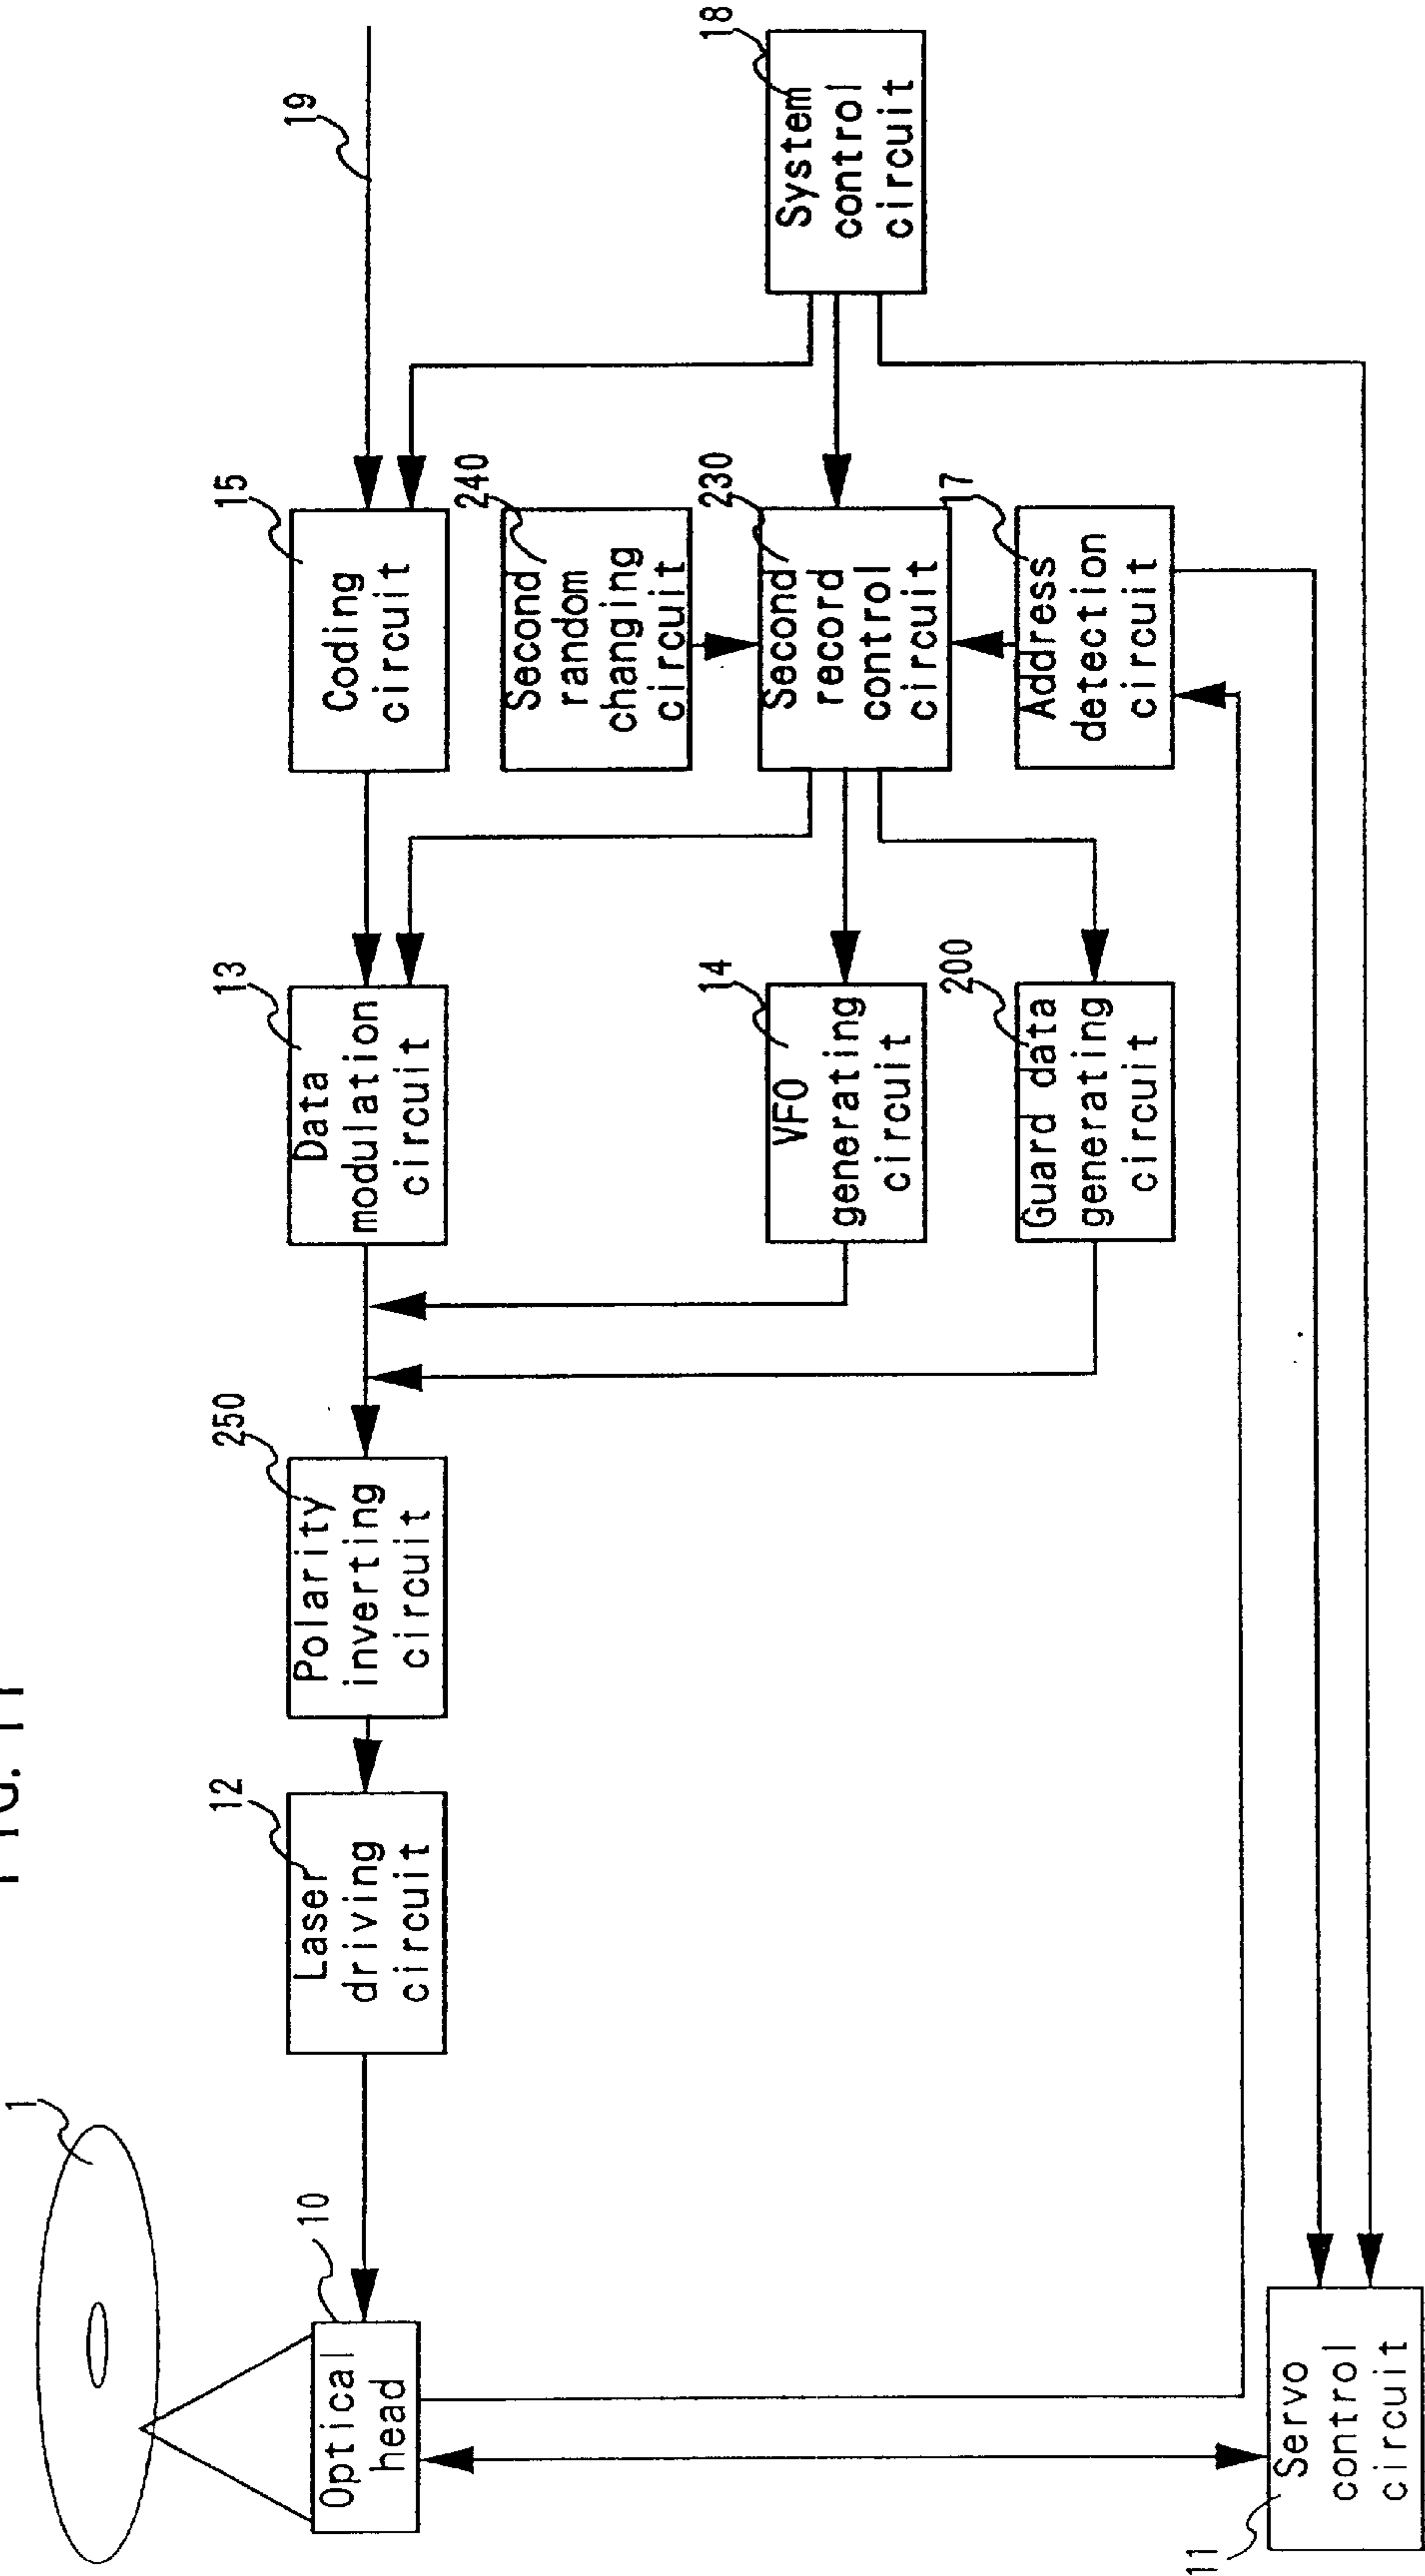 FIG.
1
10
Optical
head
12
Laser
driving
circuit
250
Polarity
inverting
circuit
13
Data
modulation
circuit
15
Coding
circuit
19
240
Second
random
changing
circuit
14
VFO
generating
circuit
230
Second
record
control
circuit
18
System
control
circuit
200
Guard data
generating
circuit
17
Address
detection
circuit
11
Servo
control
circuit